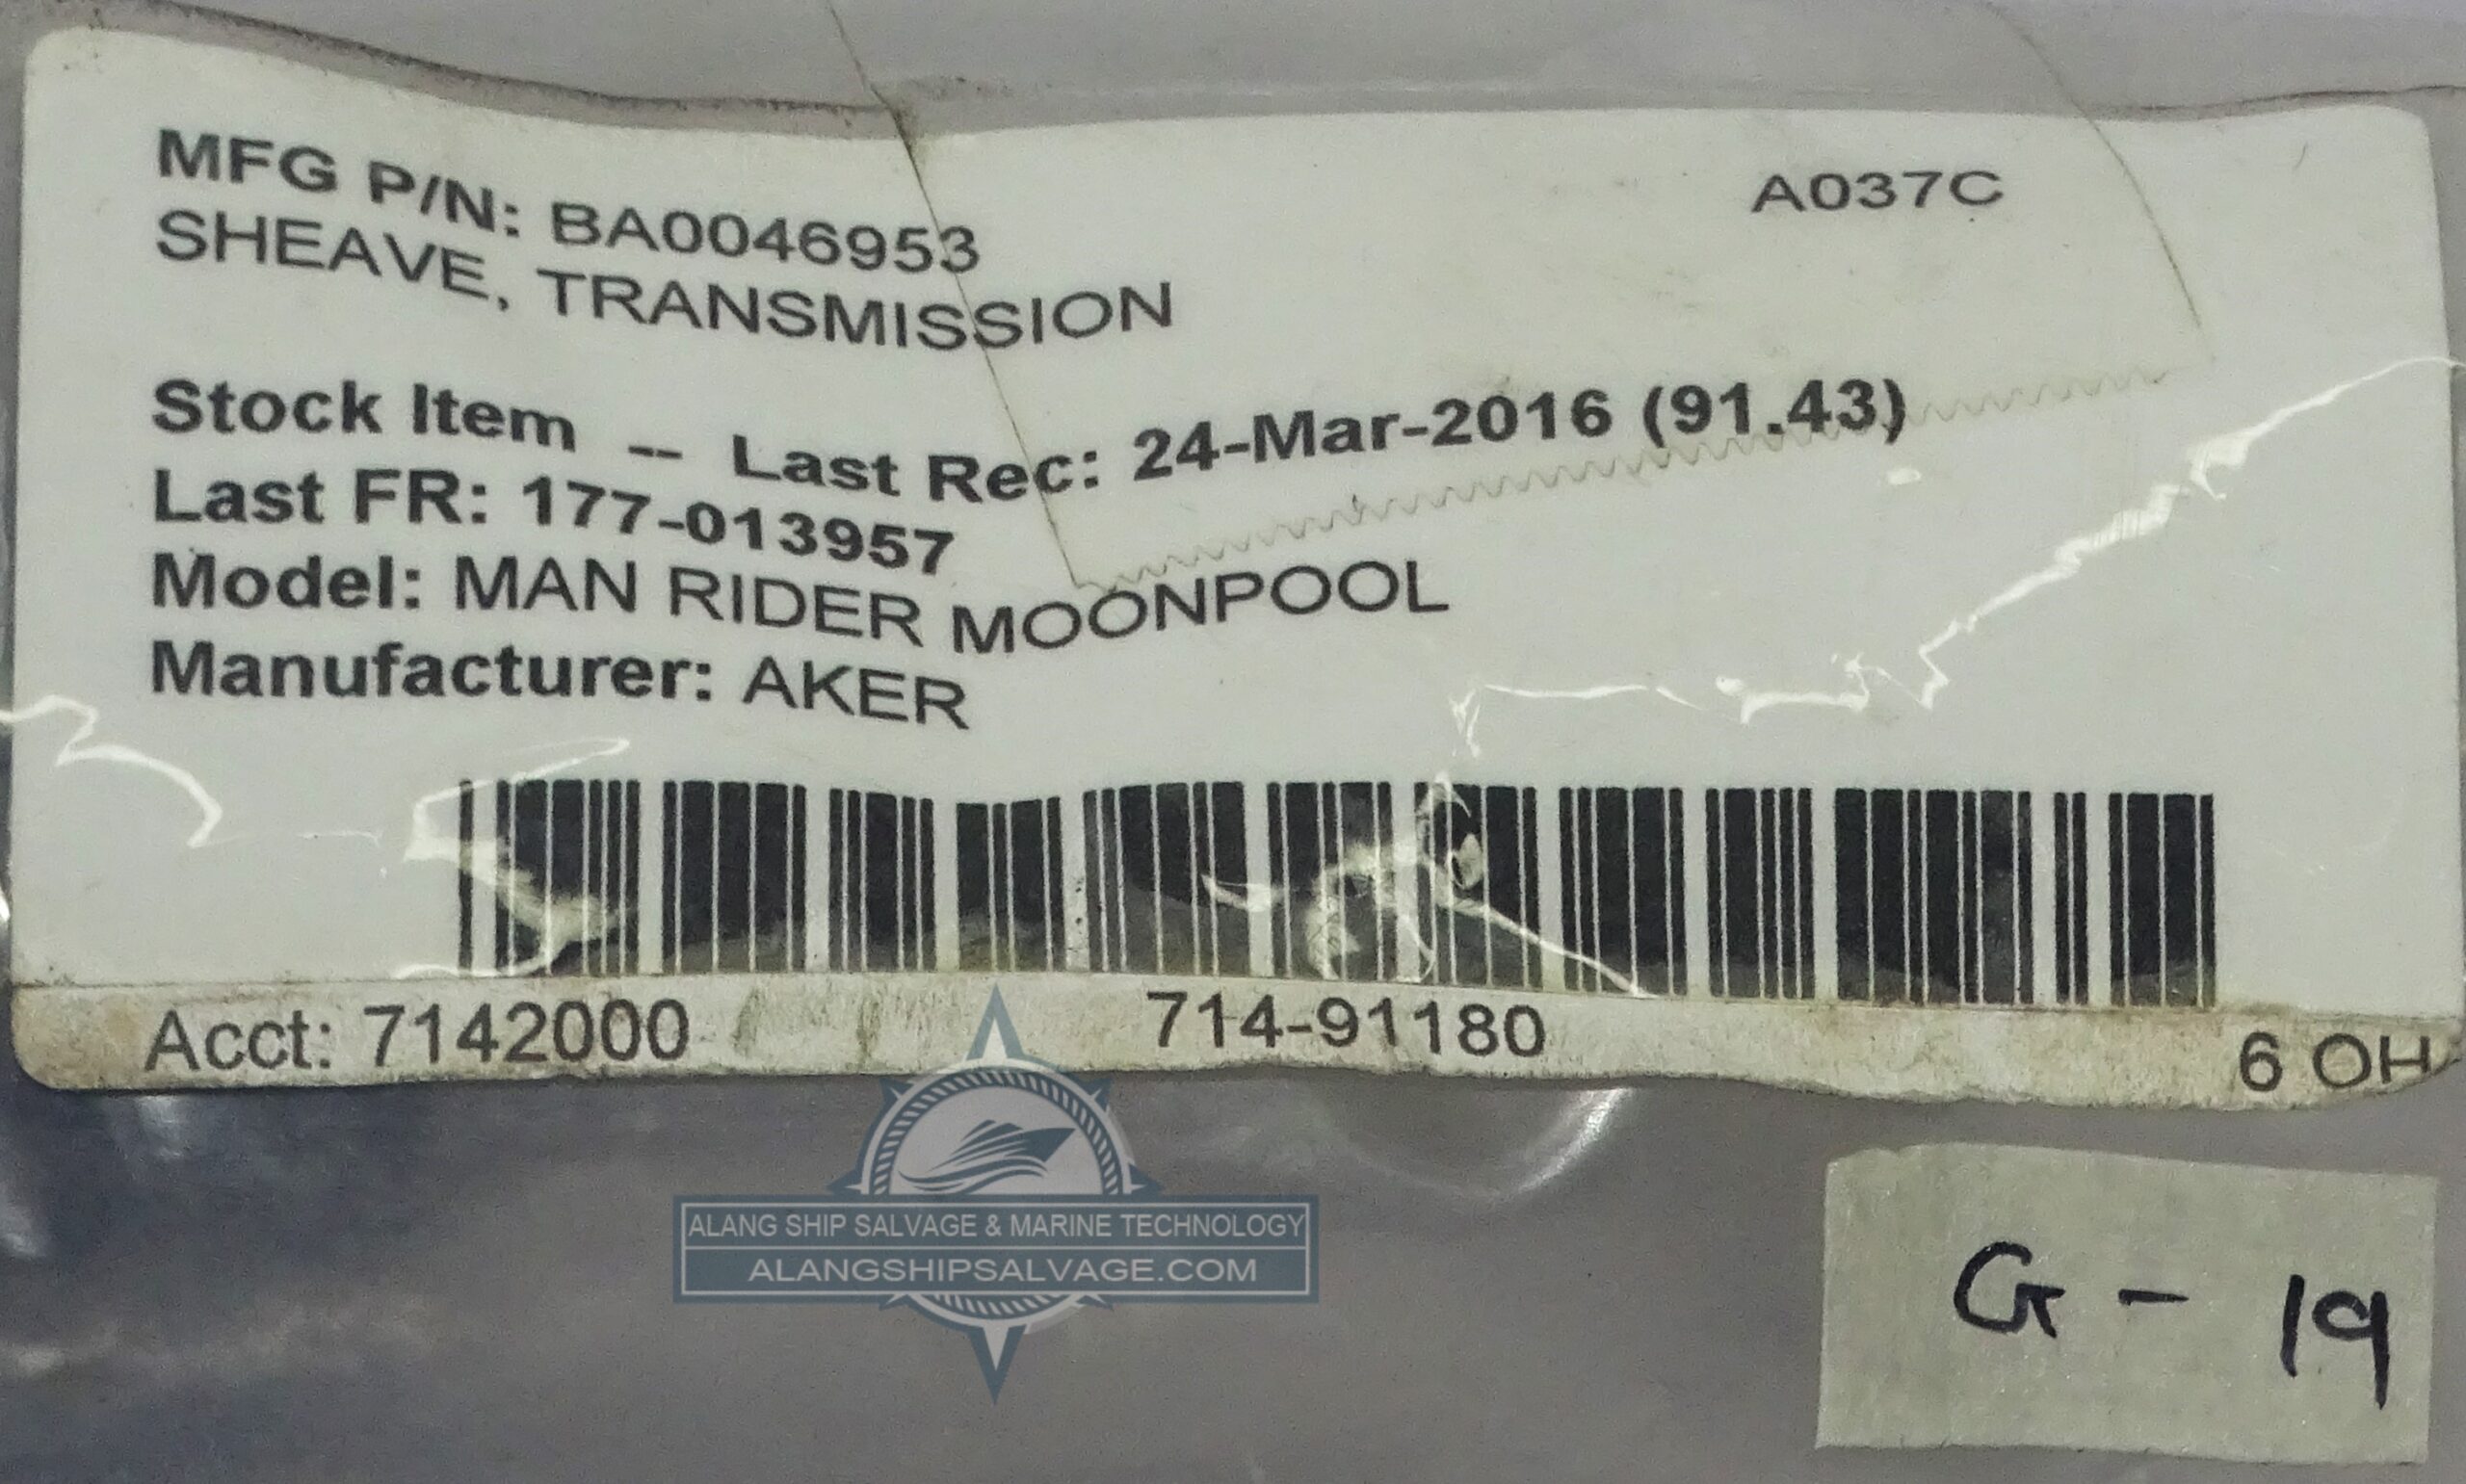 MFG P/N: BA0046953
A037C
SHEAVE, TRANSMISSION
Stock Item -- Last Rec: 24-Mar-2016 (91.43)
Last FR: 177-013957
Model: MAN RIDER MOONPOOL
Manufacturer: AKER
Acct: 7142000
714-91180
6 OH
ALANG SHIP SALVAGE & MARINE TECHNOLOGY
ALANGSHIPSALVAGE.COM
G - 19